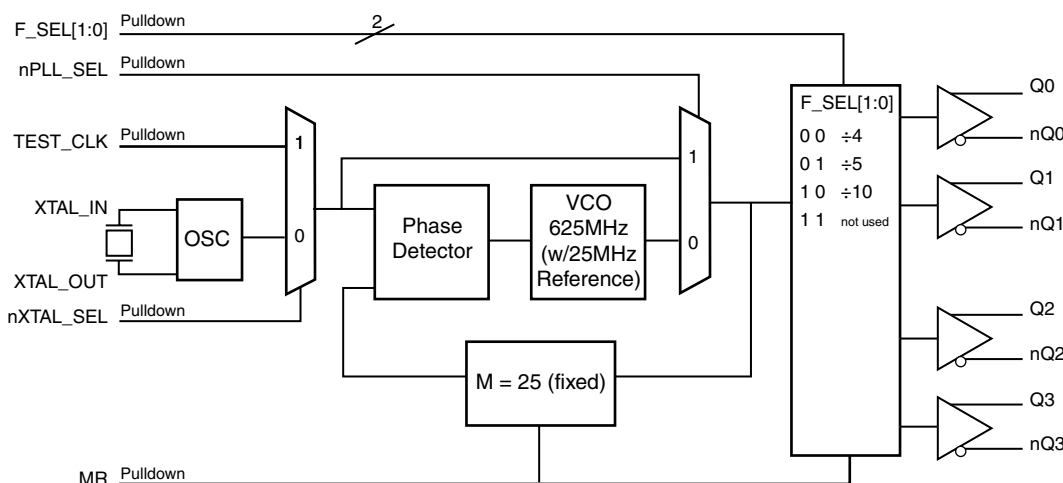 F_SEL[1:0] Pulldown 2
nPLL_SEL Pulldown
TEST_CLK Pulldown
XTAL_IN
OSC
XTAL_OUT
nXTAL_SEL Pulldown
1
0
Phase
Detector
VCO
625MHz
(w/25MHz
Reference)
1
0
M = 25 (fixed)
MR Pulldown
F_SEL[1:0]
0 0 ÷4
0 1 ÷5
1 0 ÷10
1 1 not used
Q0
nQ0
Q1
nQ1
Q2
nQ2
Q3
nQ3